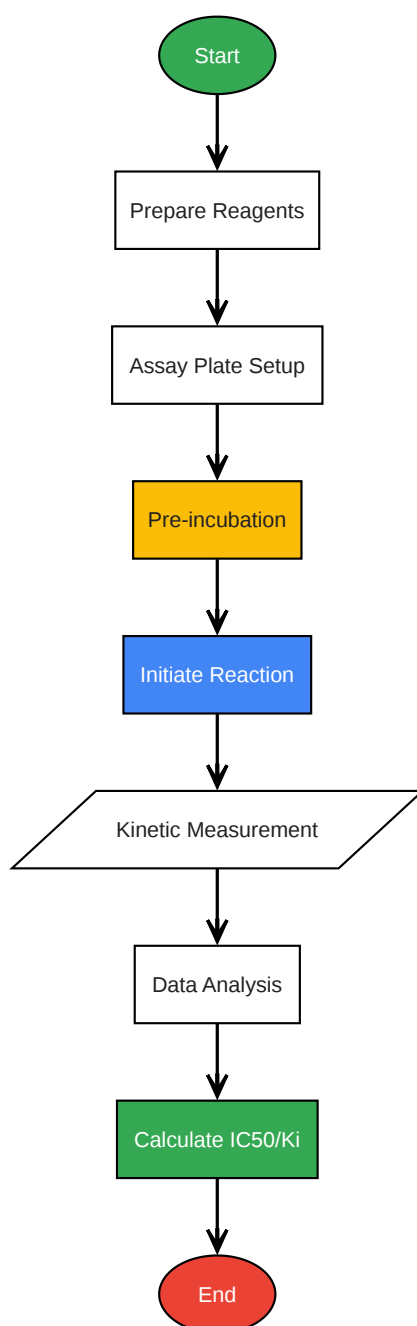 Start
Prepare Reagents
Assay Plate Setup
Pre-incubation
Initiate Reaction
Kinetic Measurement
Data Analysis
Calculate IC50/Ki
End